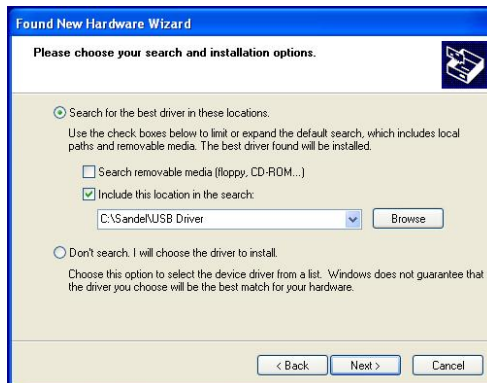 Found New Hardware Wizard
Please choose your search and installation options.
Search for the best driver in these locations.
Use the check boxes below to limit or expand the default search, which includes local
paths and removable media. The best driver found will be installed.
Search removable media (floppy, CD-ROM...)
Include this location in the search:
C:\Sandel\USB Driver
Browse
Don't search. I will choose the driver to install.
Choose this option to select the device driver from a list. Windows does not guarantee that
the driver you choose will be the best match for your hardware.
< Back
Next >
Cancel